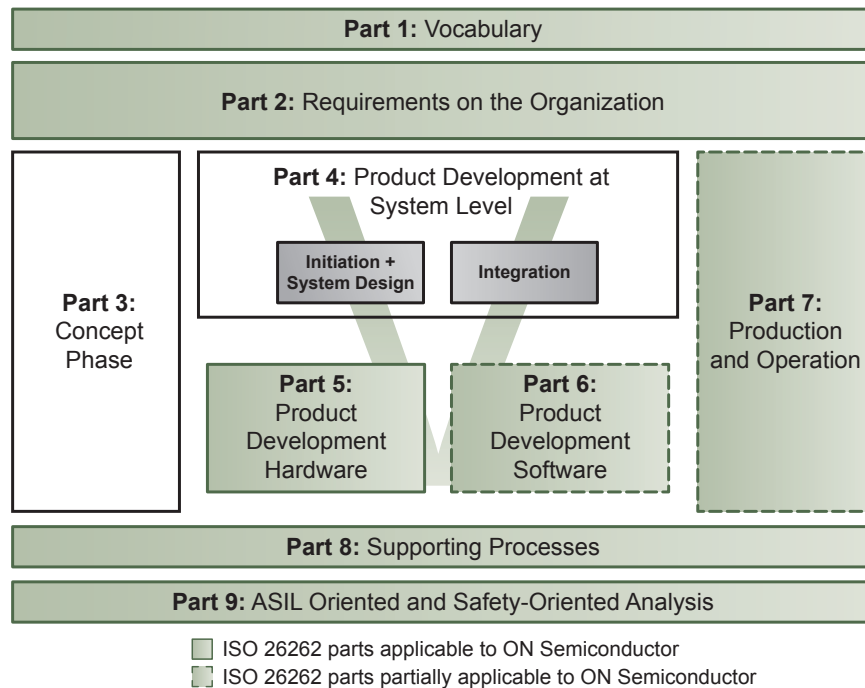 Part 1: Vocabulary
Part 2: Requirements on the Organization
Part 3:
Concept
Phase
Part 4: Product Development at
System Level
Initiation +
System Design
Integration
Part 5:
Product
Development
Hardware
Part 6:
Product
Development
Software
Part 7:
Production
and Operation
Part 8: Supporting Processes
Part 9: ASIL Oriented and Safety-Oriented Analysis
ISO 26262 parts applicable to ON Semiconductor
ISO 26262 parts partially applicable to ON Semiconductor